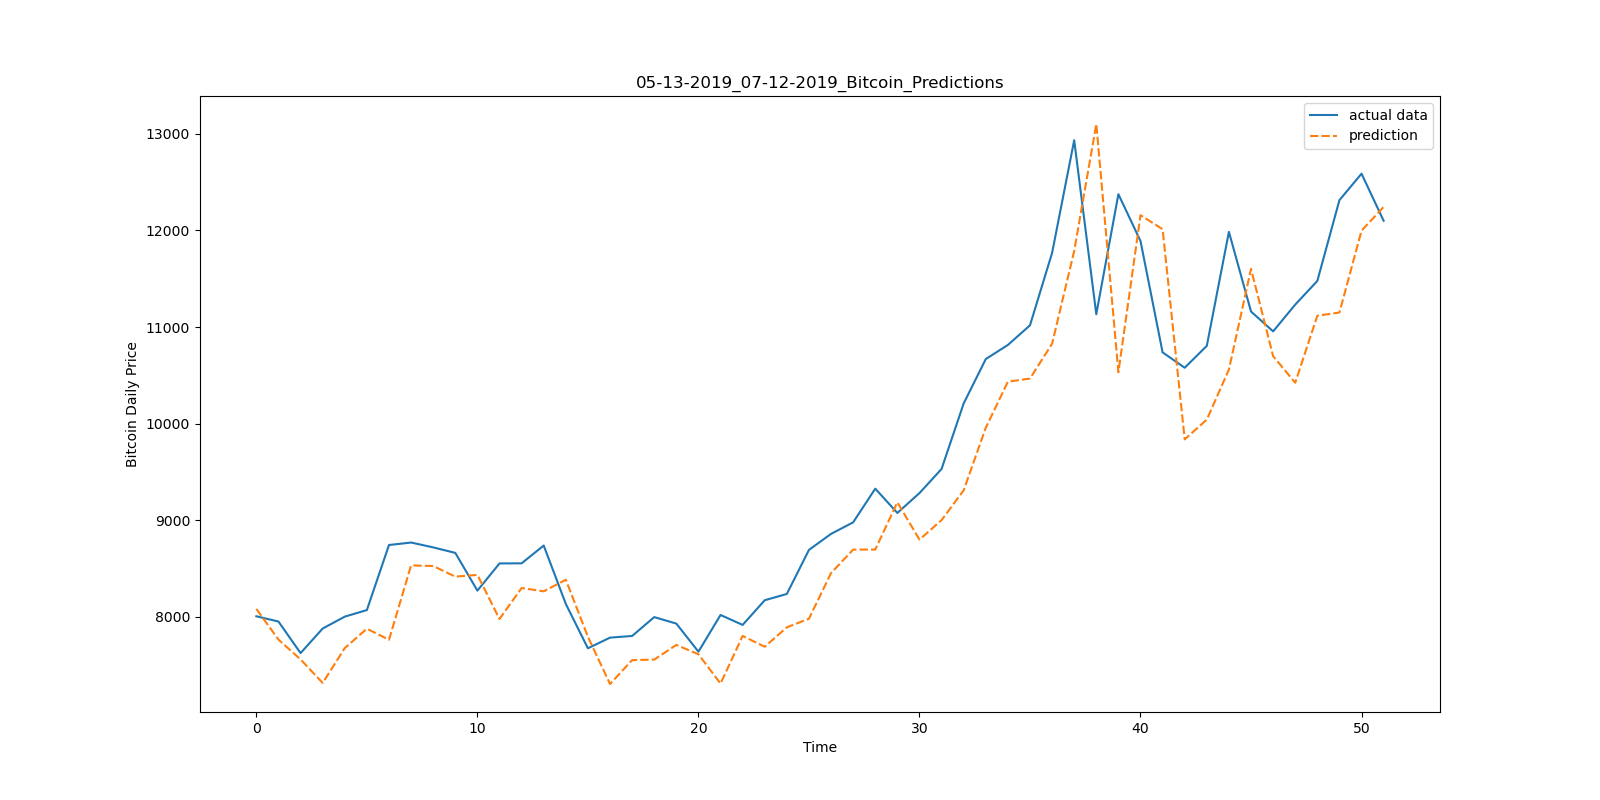 05-13-2019_07-12-2019_Bitcoin_Predictions
actual data
prediction
13000
12000
11000
10000
9000
8000
Bitcoin Daily Price
0 10 20 30 40 50
Time